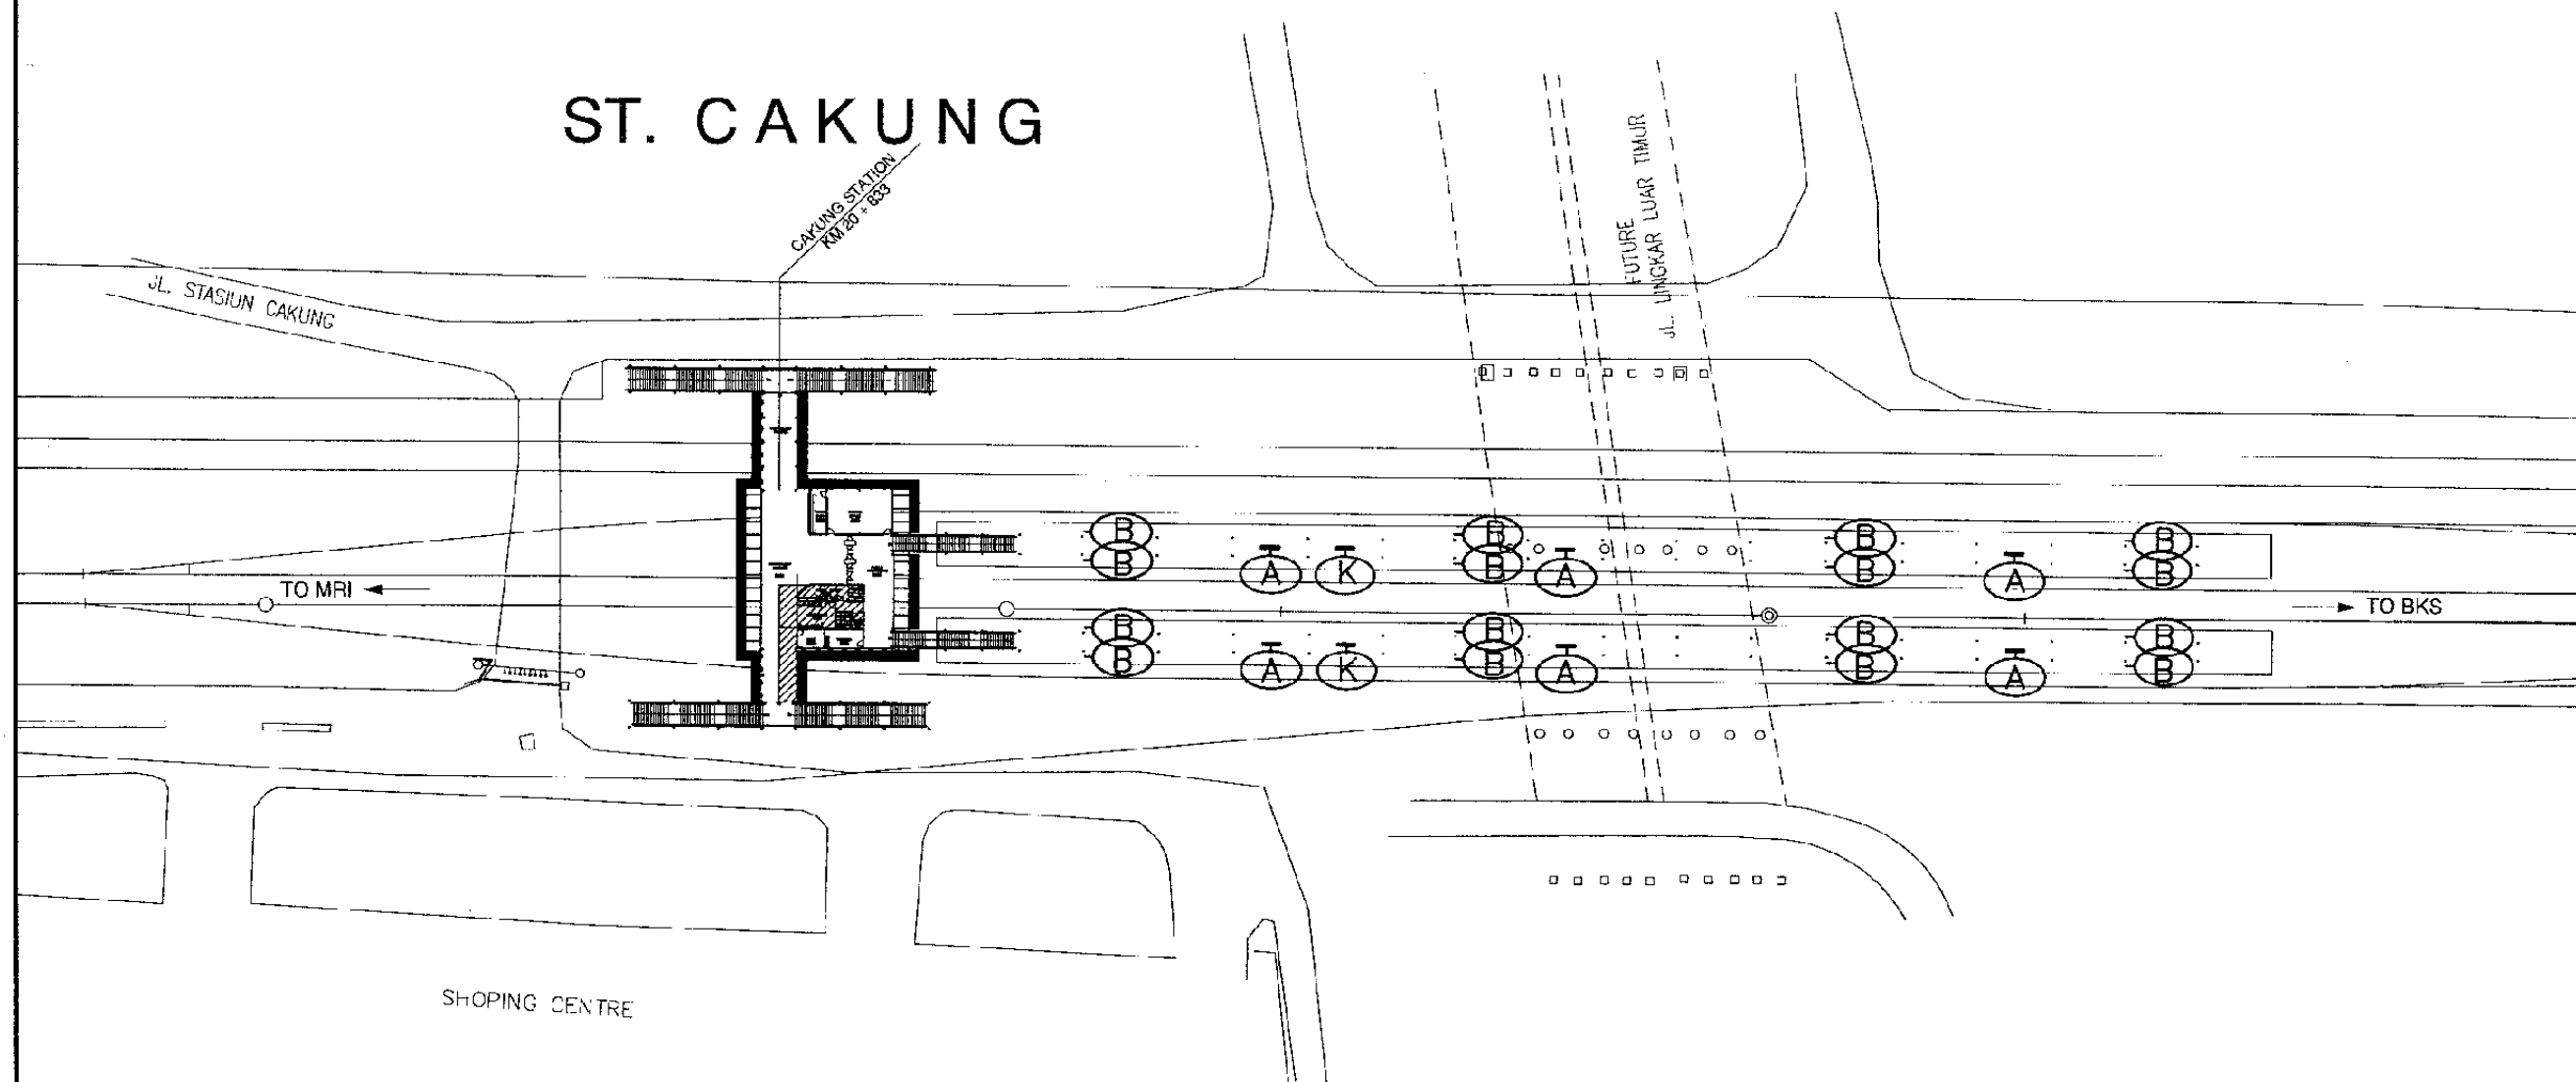 ST. CAKUNG
CAKUNG STATION
KM 20 + 833
JL. STASIUN CAKUNG
FUTURE
JL. LINGKAR LUAR TIMUR
B B B B
B A K B A B A B
TO MRI
TO BKS
B B B B
B A K B A B A B
SHOPING CENTRE